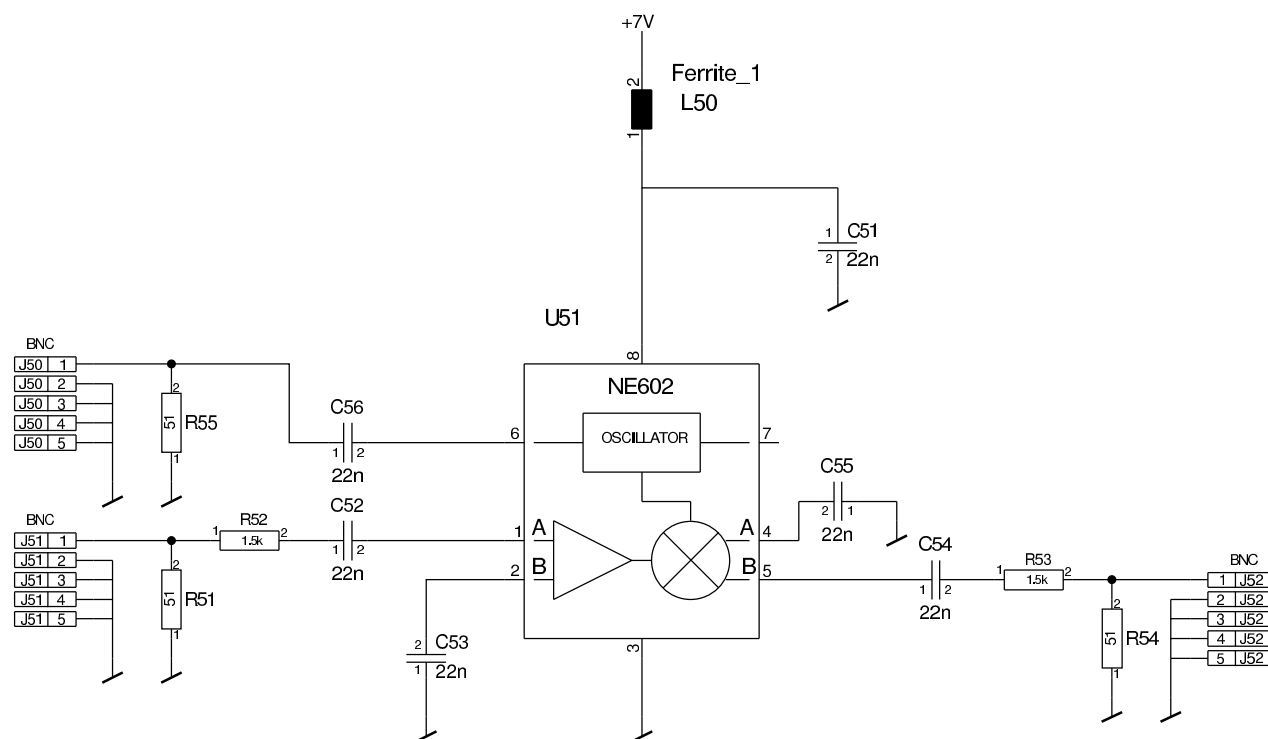 +7V
2
Ferrite_1
L50
1
1
C51
2
22n
U51
8
BNC
J50 1
J50 2
J50 3
J50 4
J50 5
2
51
R55
1
C56
1 2
22n
6
NE602
OSCILLATOR
7
BNC
J51 1
J51 2
J51 3
J51 4
J51 5
2
51
R51
1
R52
1 1.5k 2
C52
1 2
22n
1 A
2 B
A 4
B 5
C55
2 1
22n
C54
1 2
22n
R53
1 1.5k 2
2
C53
1
22n
3
2
51
R54
1
BNC
1 J52
2 J52
3 J52
4 J52
5 J52